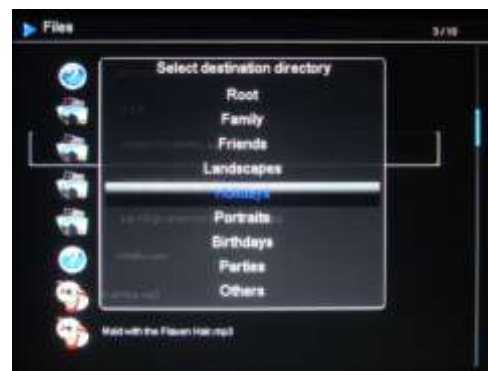 Files
3/10
Select destination directory
Root
Family
Friends
Landscapes
Holidays
Portraits
Birthdays
Parties
Others
Maid with the Flaxen Hair.mp3